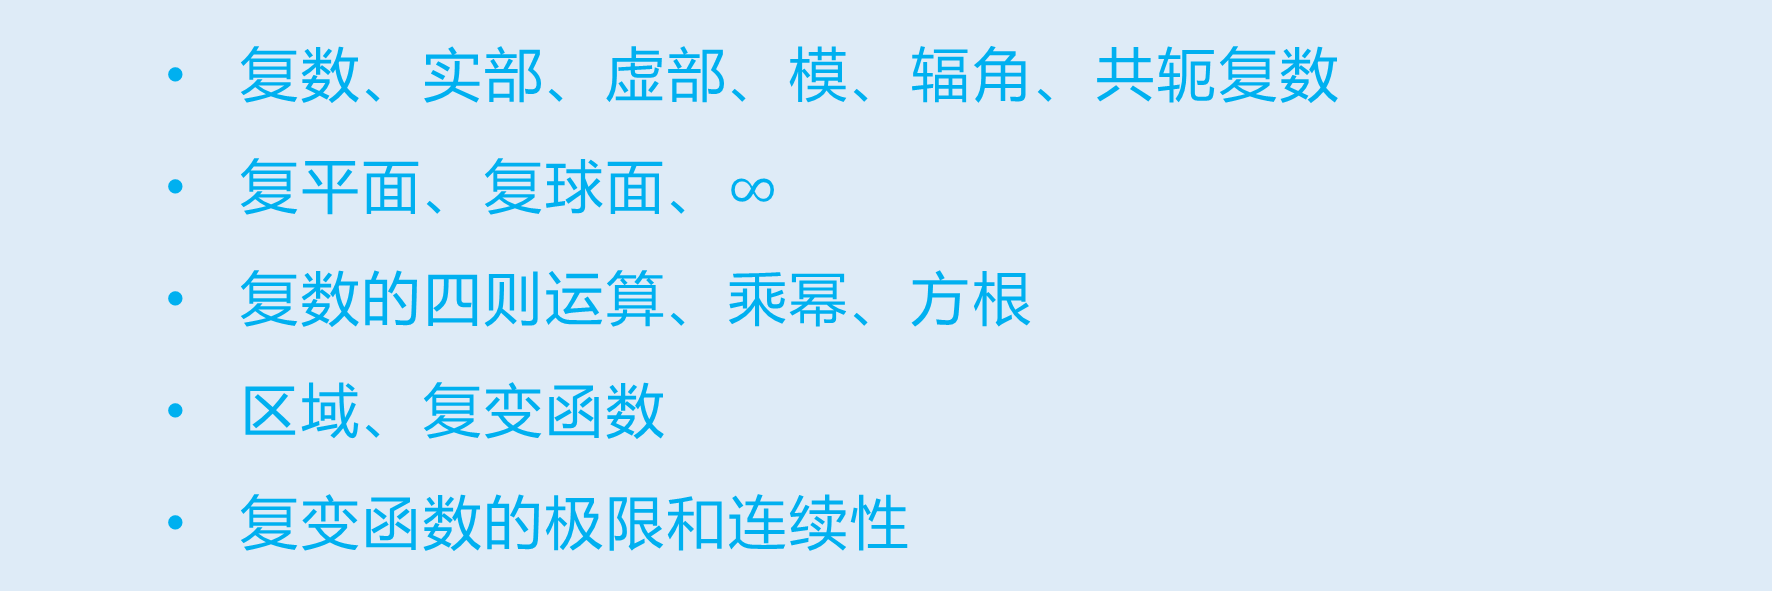 • 复数、实部、虚部、模、辐角、共轭复数
• 复平面、复球面、∞
• 复数的四则运算、乘幂、方根
• 区域、复变函数
• 复变函数的极限和连续性